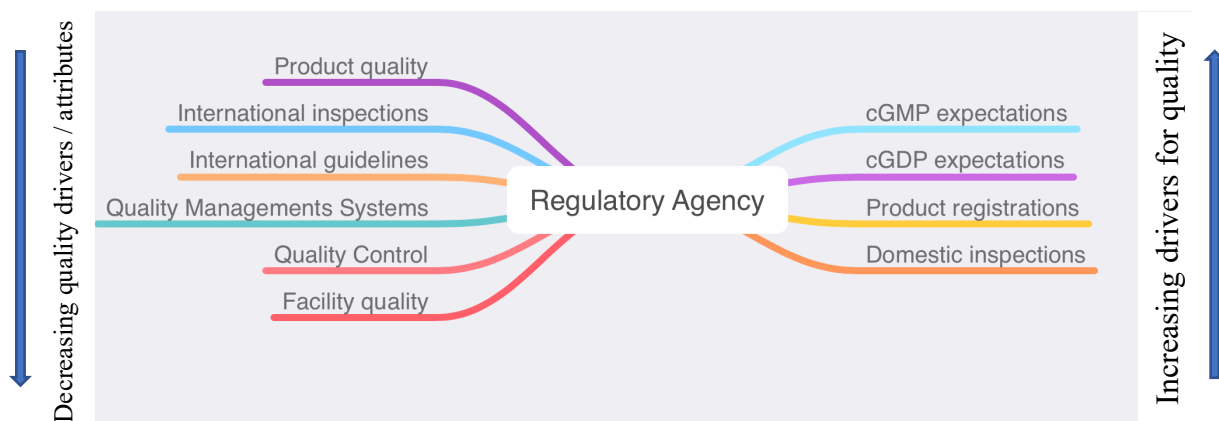 Decreasing quality drivers / attributes
Product quality
International inspections
International guidelines
Quality Managements Systems
Quality Control
Facility quality
Regulatory Agency
cGMP expectations
cGDP expectations
Product registrations
Domestic inspections
Increasing drivers for quality